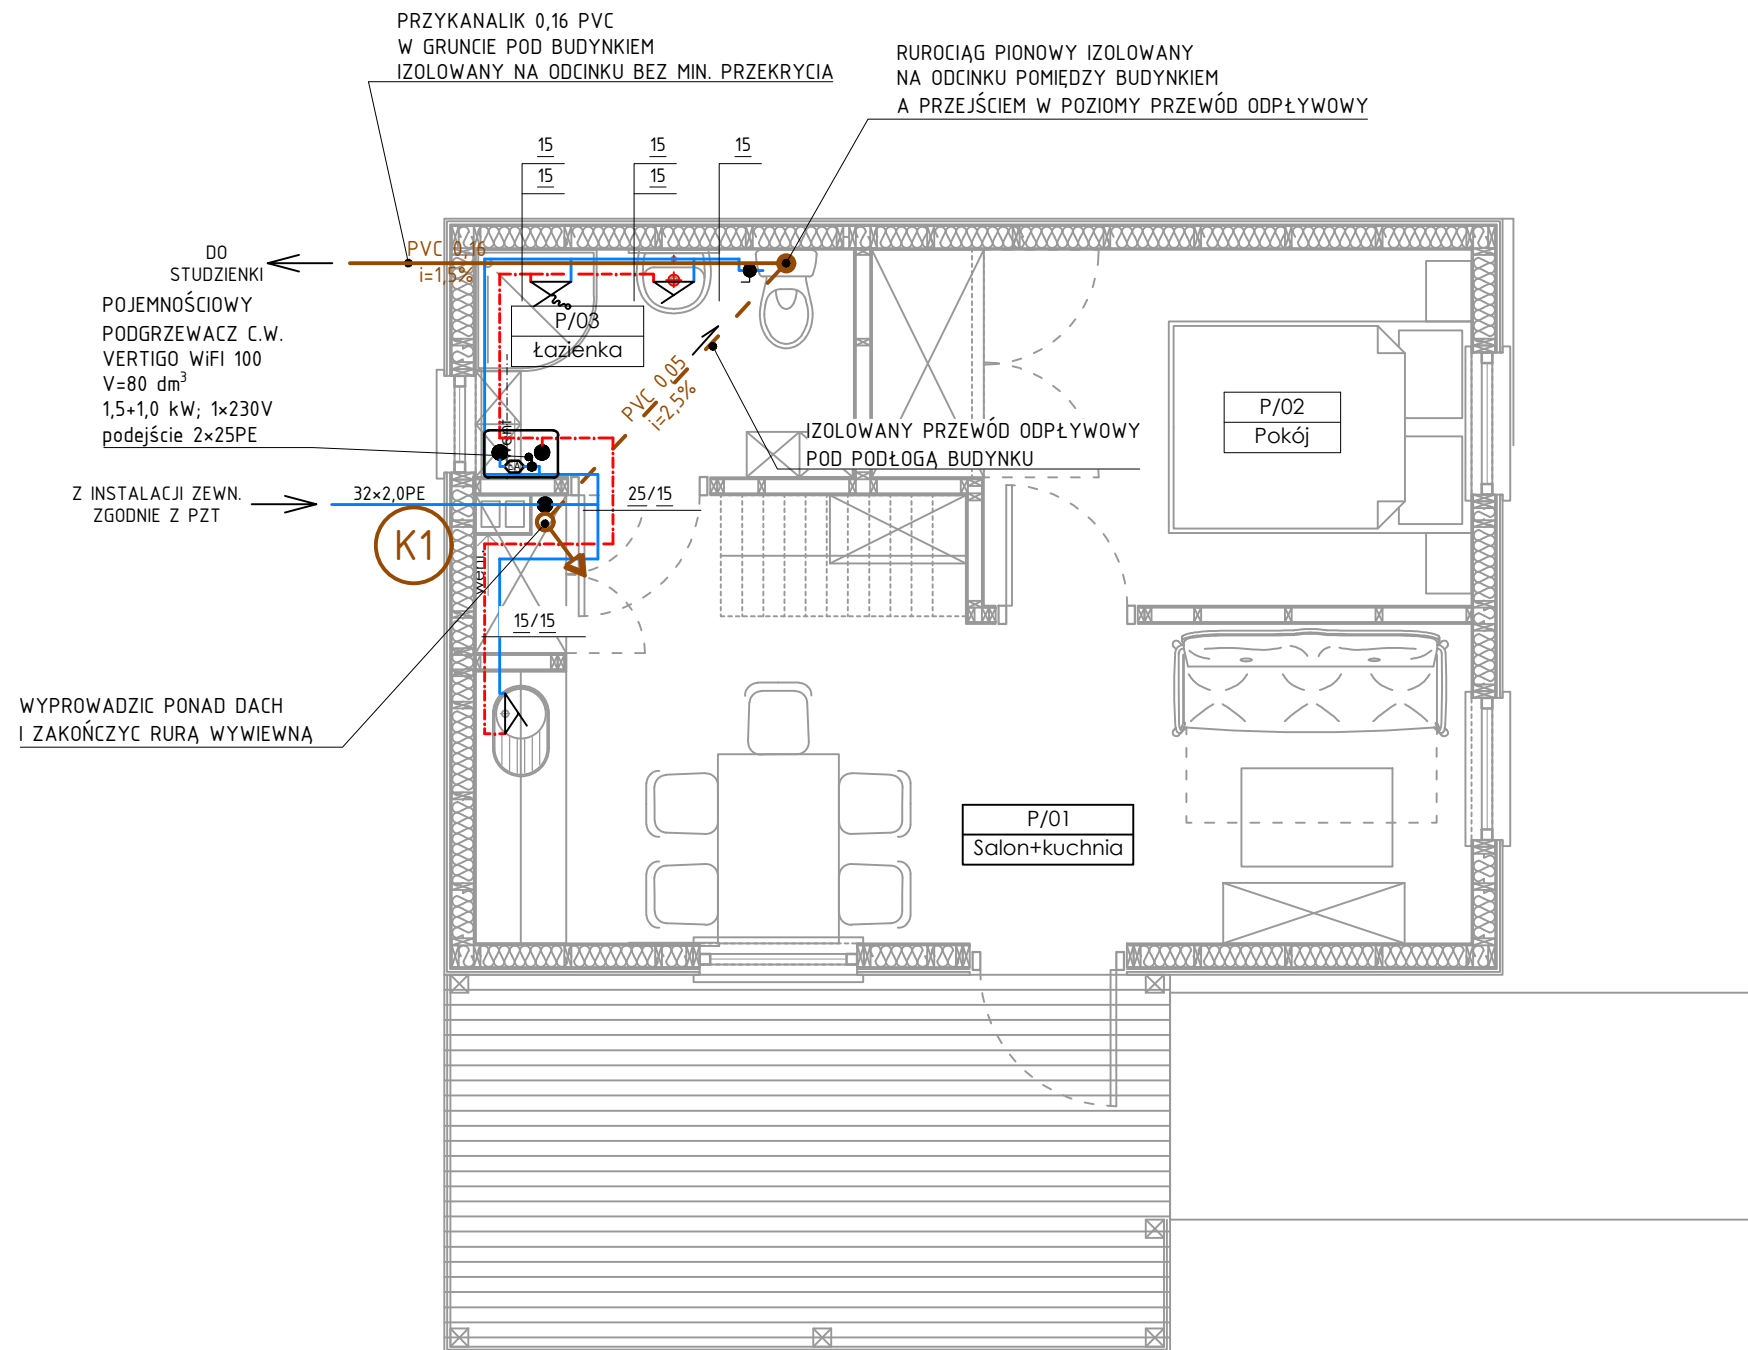 PRZYKANALIK 0,16 PVC
W GRUNCIE POD BUDYNKIEM
IZOLOWANY NA ODCINKU BEZ MIN. PRZEKRYCIA
RUROCIĄG PIONOWY IZOLOWANY
NA ODCINKU POMIĘDZY BUDYNKIEM
A PRZEJŚCIEM W POZIOMY PRZEWÓD ODPŁYWOWY
15
15
15
15
15
DO
STUDZIENKI
PVC 0,16
i=1,5%
POJEMNOŚCIOWY
PODGRZEWACZ C.W.
VERTIGO WiFI 100
V=80 dm³
1,5+1,0 kW; 1×230V
podejście 2×25PE
P/03
Łazienka
PVC 0,05
i=2,5%
P/02
Pokój
IZOLOWANY PRZEWÓD ODPŁYWOWY
POD PODŁOGĄ BUDYNKU
Z INSTALACJI ZEWN.
ZGODNIE Z PZT
32×2,0PE
25/15
K1
went
15/15
WYPROWADZIC PONAD DACH
I ZAKOŃCZYC RURĄ WYWIEWNĄ
P/01
Salon+kuchnia